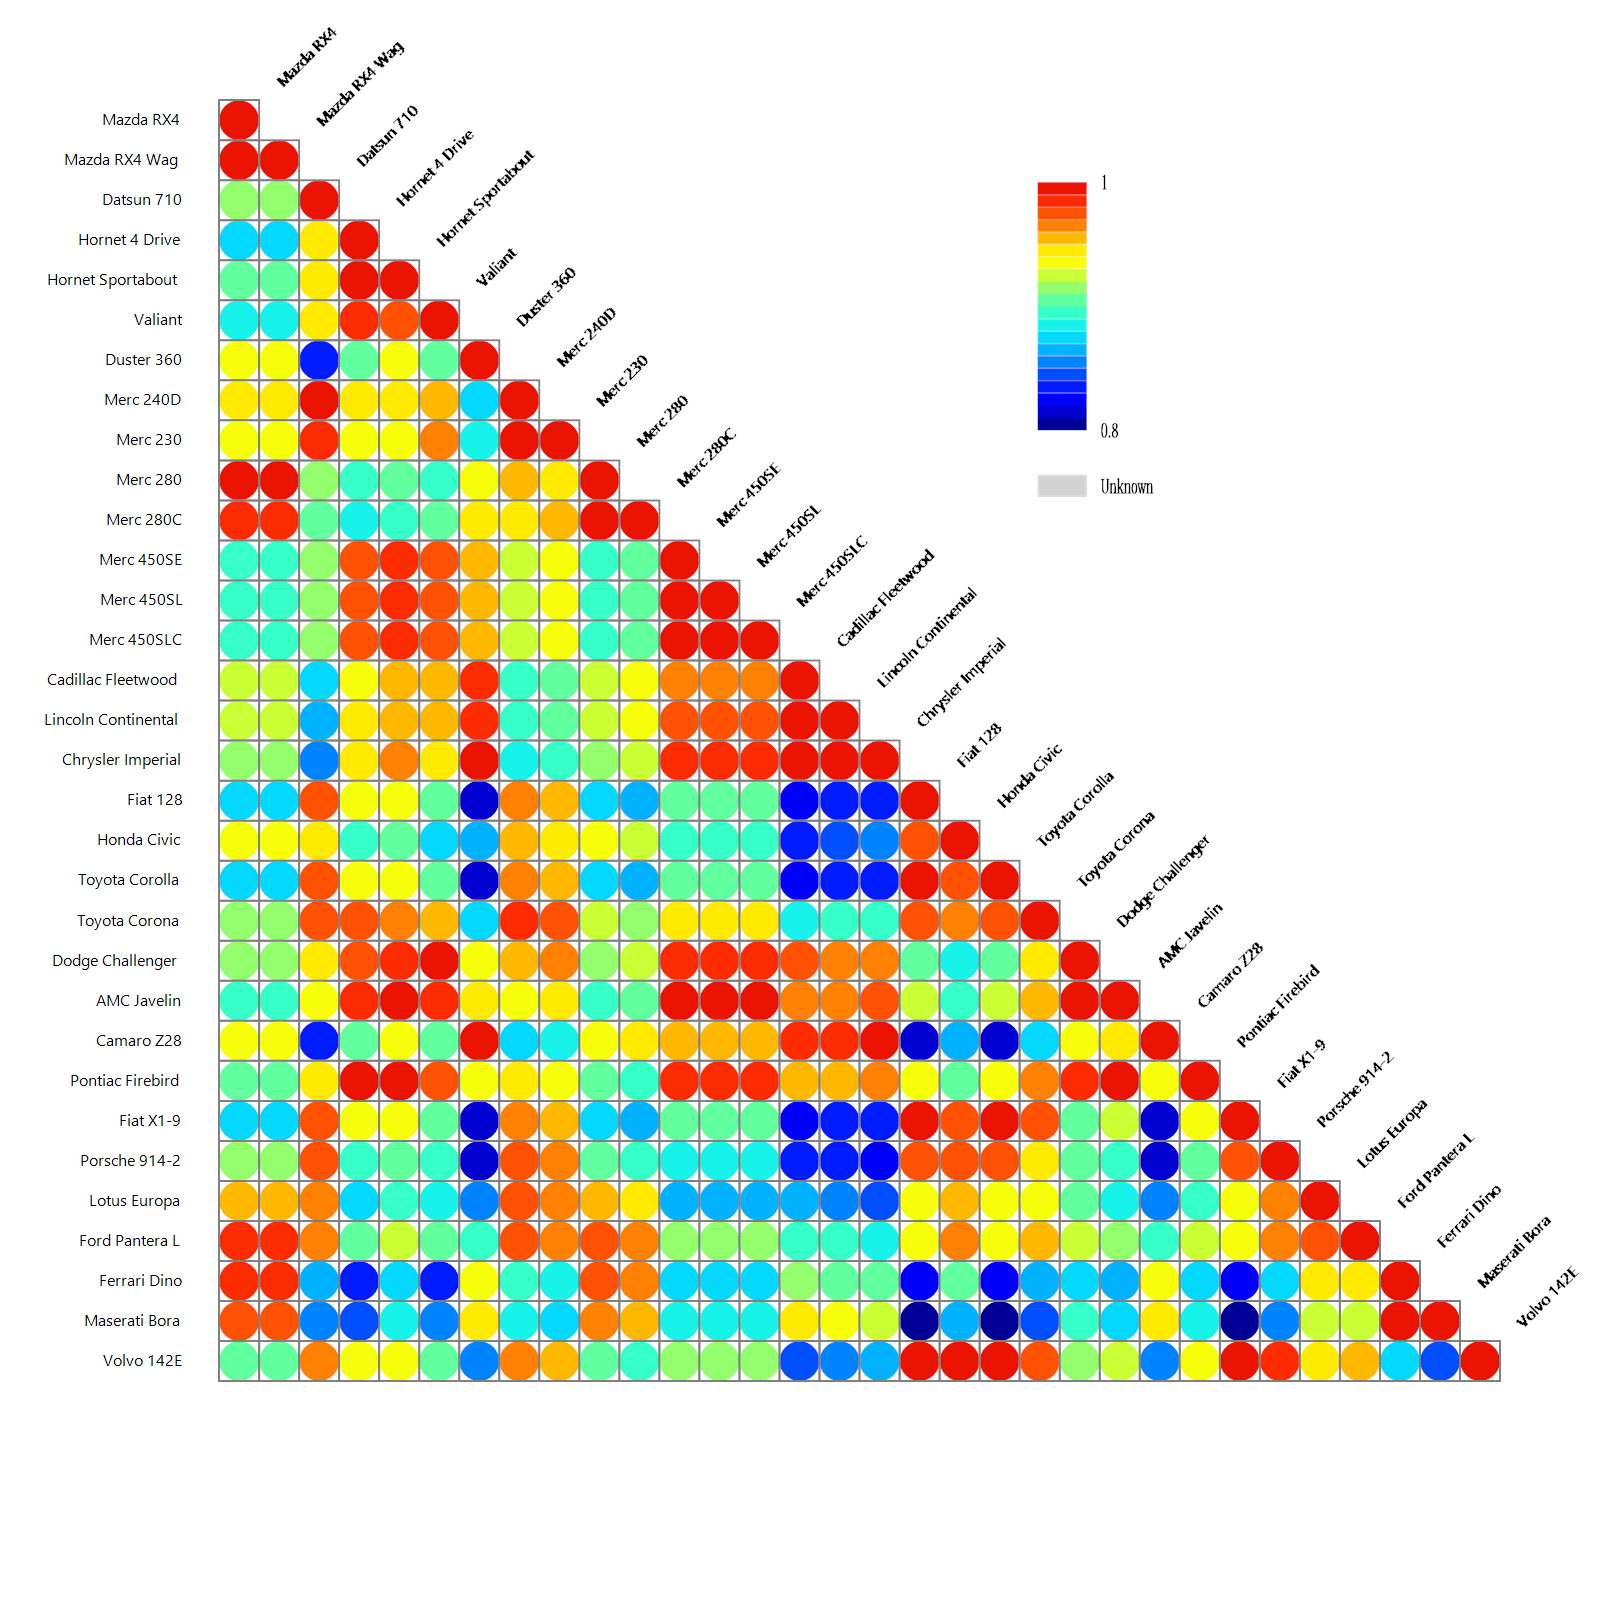 Mazda RX4
Mazda RX4 Wag
Datsun 710
Hornet 4 Drive
Hornet Sportabout
Valiant
Duster 360
Merc 240D
Merc 230
Merc 280
Merc 280C
Merc 450SE
Merc 450SL
Merc 450SLC
Cadillac Fleetwood
Lincoln Continental
Chrysler Imperial
Fiat 128
Honda Civic
Toyota Corolla
Toyota Corona
Dodge Challenger
AMC Javelin
Camaro Z28
Pontiac Firebird
Fiat X1-9
Porsche 914-2
Lotus Europa
Ford Pantera L
Ferrari Dino
Maserati Bora
Volvo 142E
Mazda RX4
Mazda RX4 Wag
Datsun 710
Hornet 4 Drive
Hornet Sportabout
Valiant
Duster 360
Merc 240D
Merc 230
Merc 280
Merc 280C
Merc 450SE
Merc 450SL
Merc 450SLC
Cadillac Fleetwood
Lincoln Continental
Chrysler Imperial
Fiat 128
Honda Civic
Toyota Corolla
Toyota Corona
Dodge Challenger
AMC Javelin
Camaro Z28
Pontiac Firebird
Fiat X1-9
Porsche 914-2
Lotus Europa
Ford Pantera L
Ferrari Dino
Maserati Bora
Volvo 142E
1
0.8
Unknown